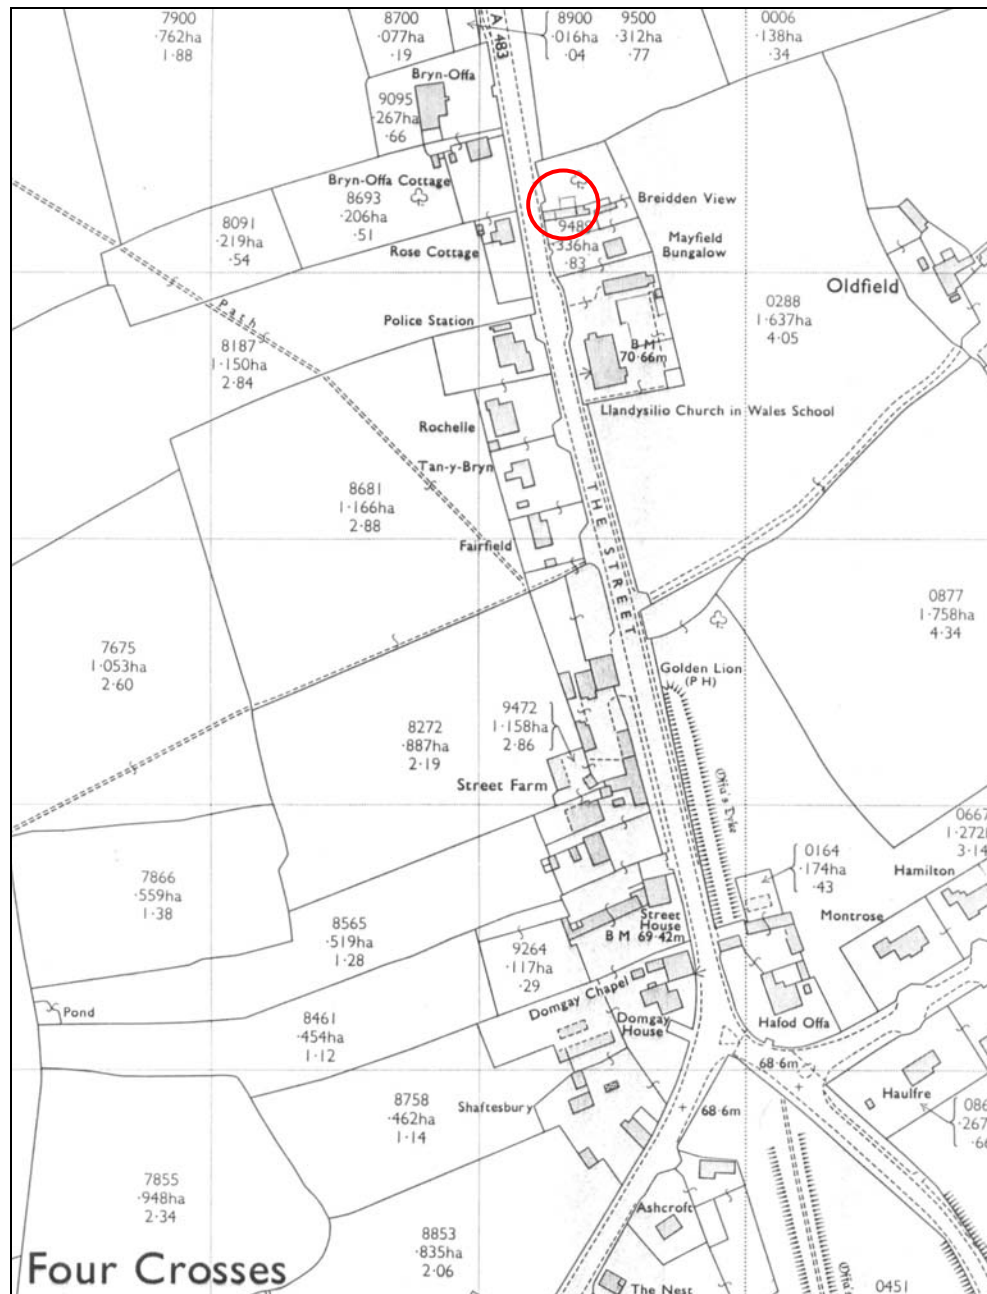 7900
·762ha
1·88
8700
·077ha
·19
A 483
8900
·016ha
·04
9500
·312ha
·77
0006
·138ha
·34
Bryn-Offa
9095
·267ha
·66
Bryn-Offa Cottage
8693
·206ha
·51
8091
·219ha
·54
Rose Cottage
Breidden View
·336ha
·83
Mayfield
Bungalow
Oldfield
0288
1·637ha
4·05
Path
8187
1·150ha
2·84
Police Station
B M
70·66m
Llandysilio Church in Wales School
Rochelle
Tan-y-Bryn
8681
1·166ha
2·88
Fairfield
THE STREET
0877
1·758ha
4·34
7675
1·053ha
2·60
Golden Lion
(P H)
9472
1·158ha
2·86
8272
·887ha
2·19
Street Farm
Offa's Dyke
7866
·559ha
1·38
0164
·174ha
·43
0667
3·14
Hamilton
Montrose
8565
·519ha
1·28
Street
House
B M 69·42m
9264
·117ha
·29
Pond
8461
·454ha
1·12
Domgay Chapel
Domgay
House
Hafod Offa
68·6m
Haulfre
Shaftesbury
8758
·462ha
1·14
68·6m
7855
·948ha
2·34
Ashcroft
8853
·835ha
2·06
Four Crosses
The Nest
0451